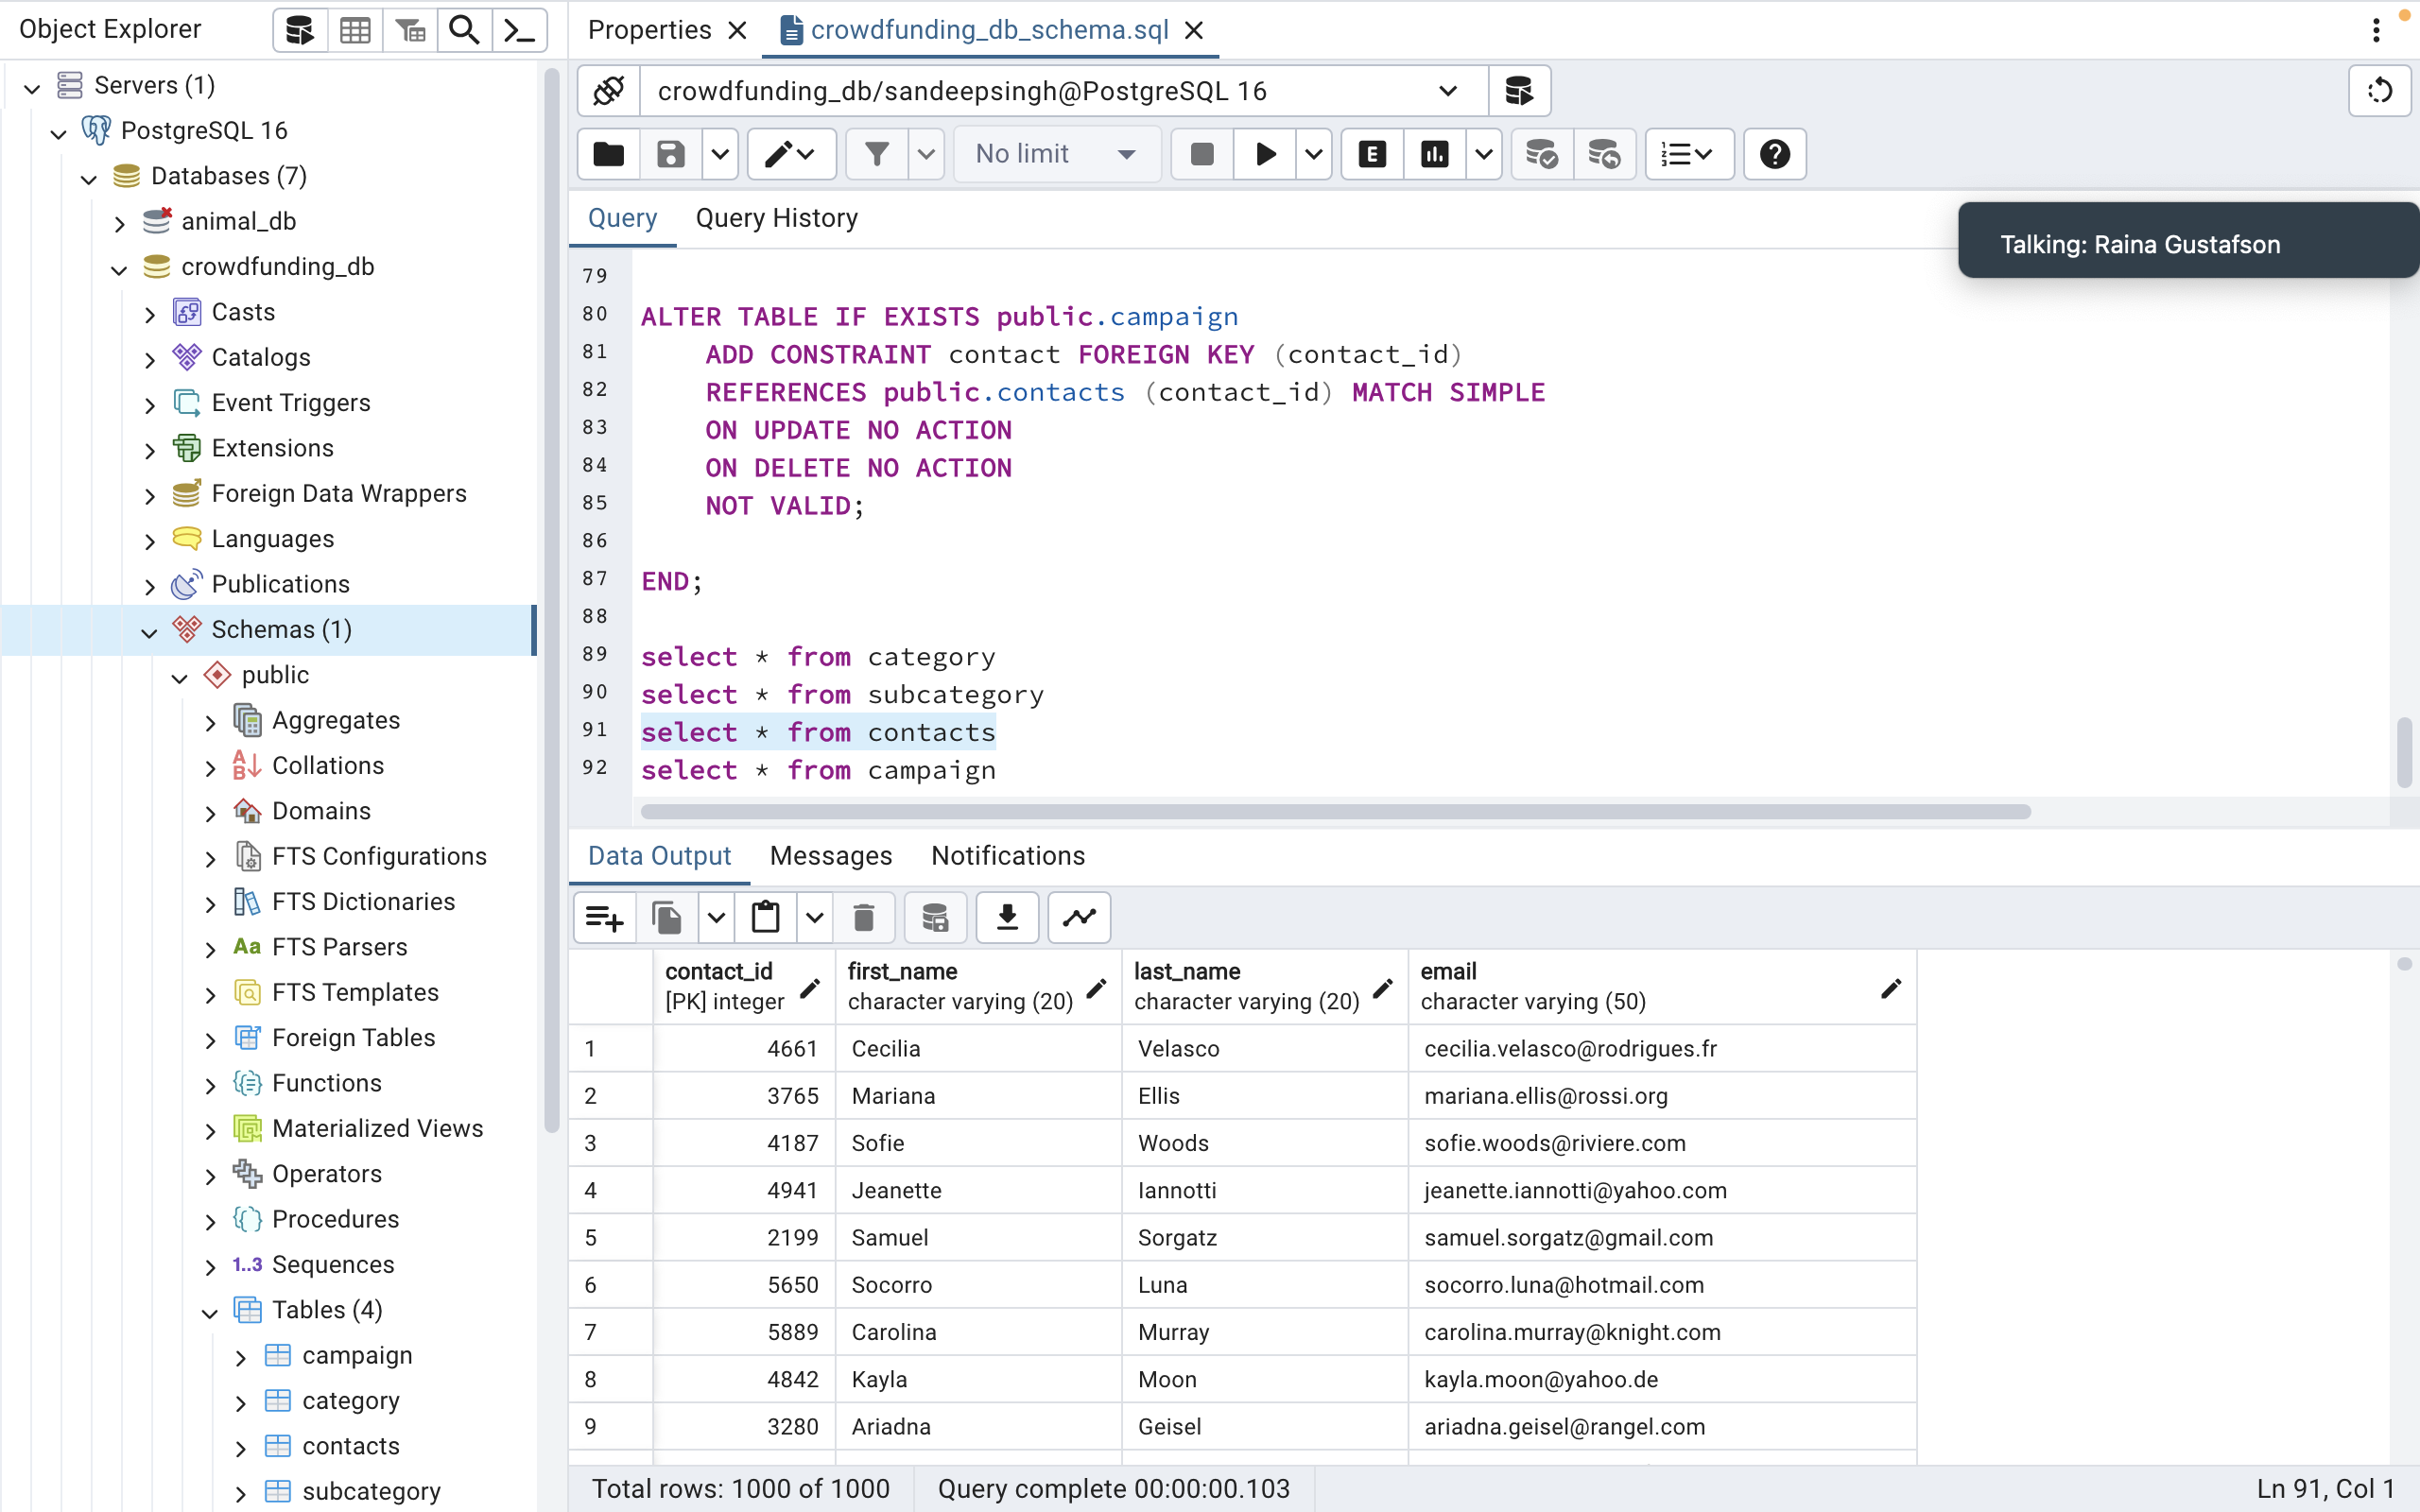 Object Explorer
Servers (1)
PostgreSQL 16
Databases (7)
animal_db
crowdfunding_db
Casts
Catalogs
Event Triggers
Extensions
Foreign Data Wrappers
Languages
Publications
Schemas (1)
public
Aggregates
Collations
Domains
FTS Configurations
FTS Dictionaries
Aa FTS Parsers
FTS Templates
Foreign Tables
Functions
Materialized Views
Operators
Procedures
1..3 Sequences
Tables (4)
campaign
category
contacts
subcategory
Properties crowdfunding_db_schema.sql
crowdfunding_db/sandeepsingh@PostgreSQL 16
No limit E
Query Query History
Talking: Raina Gustafson
79
80 ALTER TABLE IF EXISTS public.campaign
81 ADD CONSTRAINT contact FOREIGN KEY (contact_id)
82 REFERENCES public.contacts (contact_id) MATCH SIMPLE
83 ON UPDATE NO ACTION
84 ON DELETE NO ACTION
85 NOT VALID;
86
87 END;
88
89 select * from category
90 select * from subcategory
91 select * from contacts
92 select * from campaign
Data Output Messages Notifications
contact_id first_name last_name email
[PK] integer character varying (20) character varying (20) character varying (50)
1 4661 Cecilia Velasco cecilia.velasco@rodrigues.fr
2 3765 Mariana Ellis mariana.ellis@rossi.org
3 4187 Sofie Woods sofie.woods@riviere.com
4 4941 Jeanette Iannotti jeanette.iannotti@yahoo.com
5 2199 Samuel Sorgatz samuel.sorgatz@gmail.com
6 5650 Socorro Luna socorro.luna@hotmail.com
7 5889 Carolina Murray carolina.murray@knight.com
8 4842 Kayla Moon kayla.moon@yahoo.de
9 3280 Ariadna Geisel ariadna.geisel@rangel.com
Total rows: 1000 of 1000 Query complete 00:00:00.103 Ln 91, Col 1